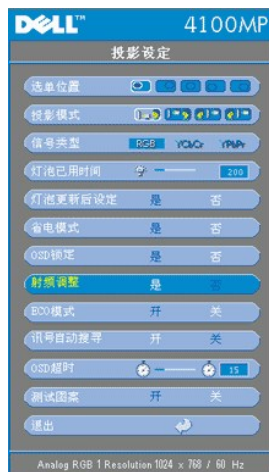 DELL™ 4100MP
投影设定
选单位置
投影模式
信号类型 RGB YCbCr YPbPr
灯泡已用时间 200
灯泡更新后设定 是 否
省电模式 是 否
OSD锁定 是 否
射频调整 是 否
ECO模式 开 关
讯号自动搜寻 开 关
OSD超时 15
测试图案 开 关
退出
Analog RGB 1 Resolution 1024 x 768 / 60 Hz